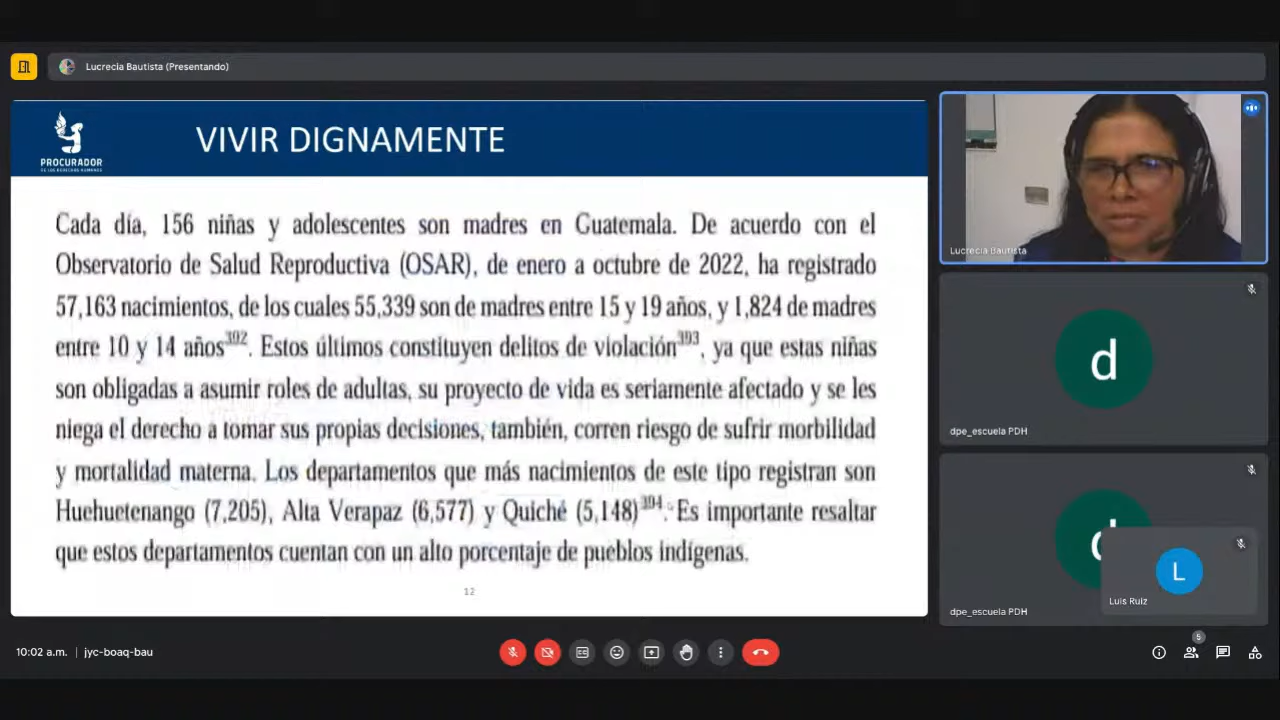 Lucrecia Bautista (Presentando)
PROCURADOR
DE LOS DERECHOS HUMANOS
VIVIR DIGNAMENTE
Cada día, 156 niñas y adolescentes son madres en Guatemala. De acuerdo con el
Observatorio de Salud Reproductiva (OSAR), de enero a octubre de 2022, ha registrado
57,163 nacimientos, de los cuales 55,339 son de madres entre 15 y 19 años, y 1,824 de madres
entre 10 y 14 años392. Estos últimos constituyen delitos de violación393, ya que estas niñas
son obligadas a asumir roles de adultas, su proyecto de vida es seriamente afectado y se les
niega el derecho a tomar sus propias decisiones, también, corren riesgo de sufrir morbilidad
y mortalidad materna. Los departamentos que más nacimientos de este tipo registran son
Huehuetenango (7,205), Alta Verapaz (6,577) y Quiché (5,148)394. Es importante resaltar
que estos departamentos cuentan con un alto porcentaje de pueblos indígenas.
12
Lucrecia Bautista
d
dpe_escuela PDH
d
dpe_escuela PDH
L
Luis Ruiz
10:02 a.m. | jyc-boaq-bau
5